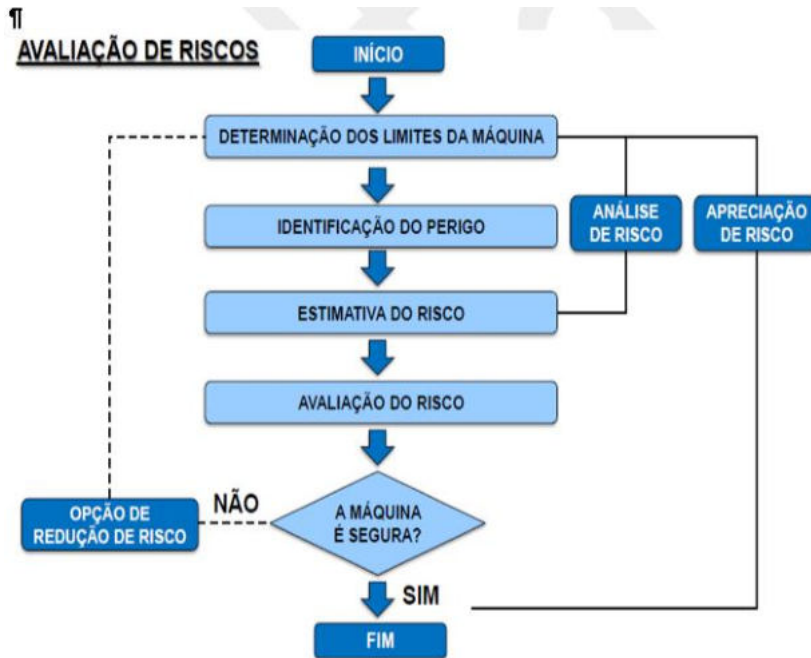 ¶
AVALIAÇÃO DE RISCOS
INÍCIO
DETERMINAÇÃO DOS LIMITES DA MÁQUINA
IDENTIFICAÇÃO DO PERIGO
ANÁLISE
DE RISCO
APRECIAÇÃO
DE RISCO
ESTIMATIVA DO RISCO
AVALIAÇÃO DO RISCO
OPÇÃO DE
REDUÇÃO DE RISCO
NÃO
A MÁQUINA
É SEGURA?
SIM
FIM